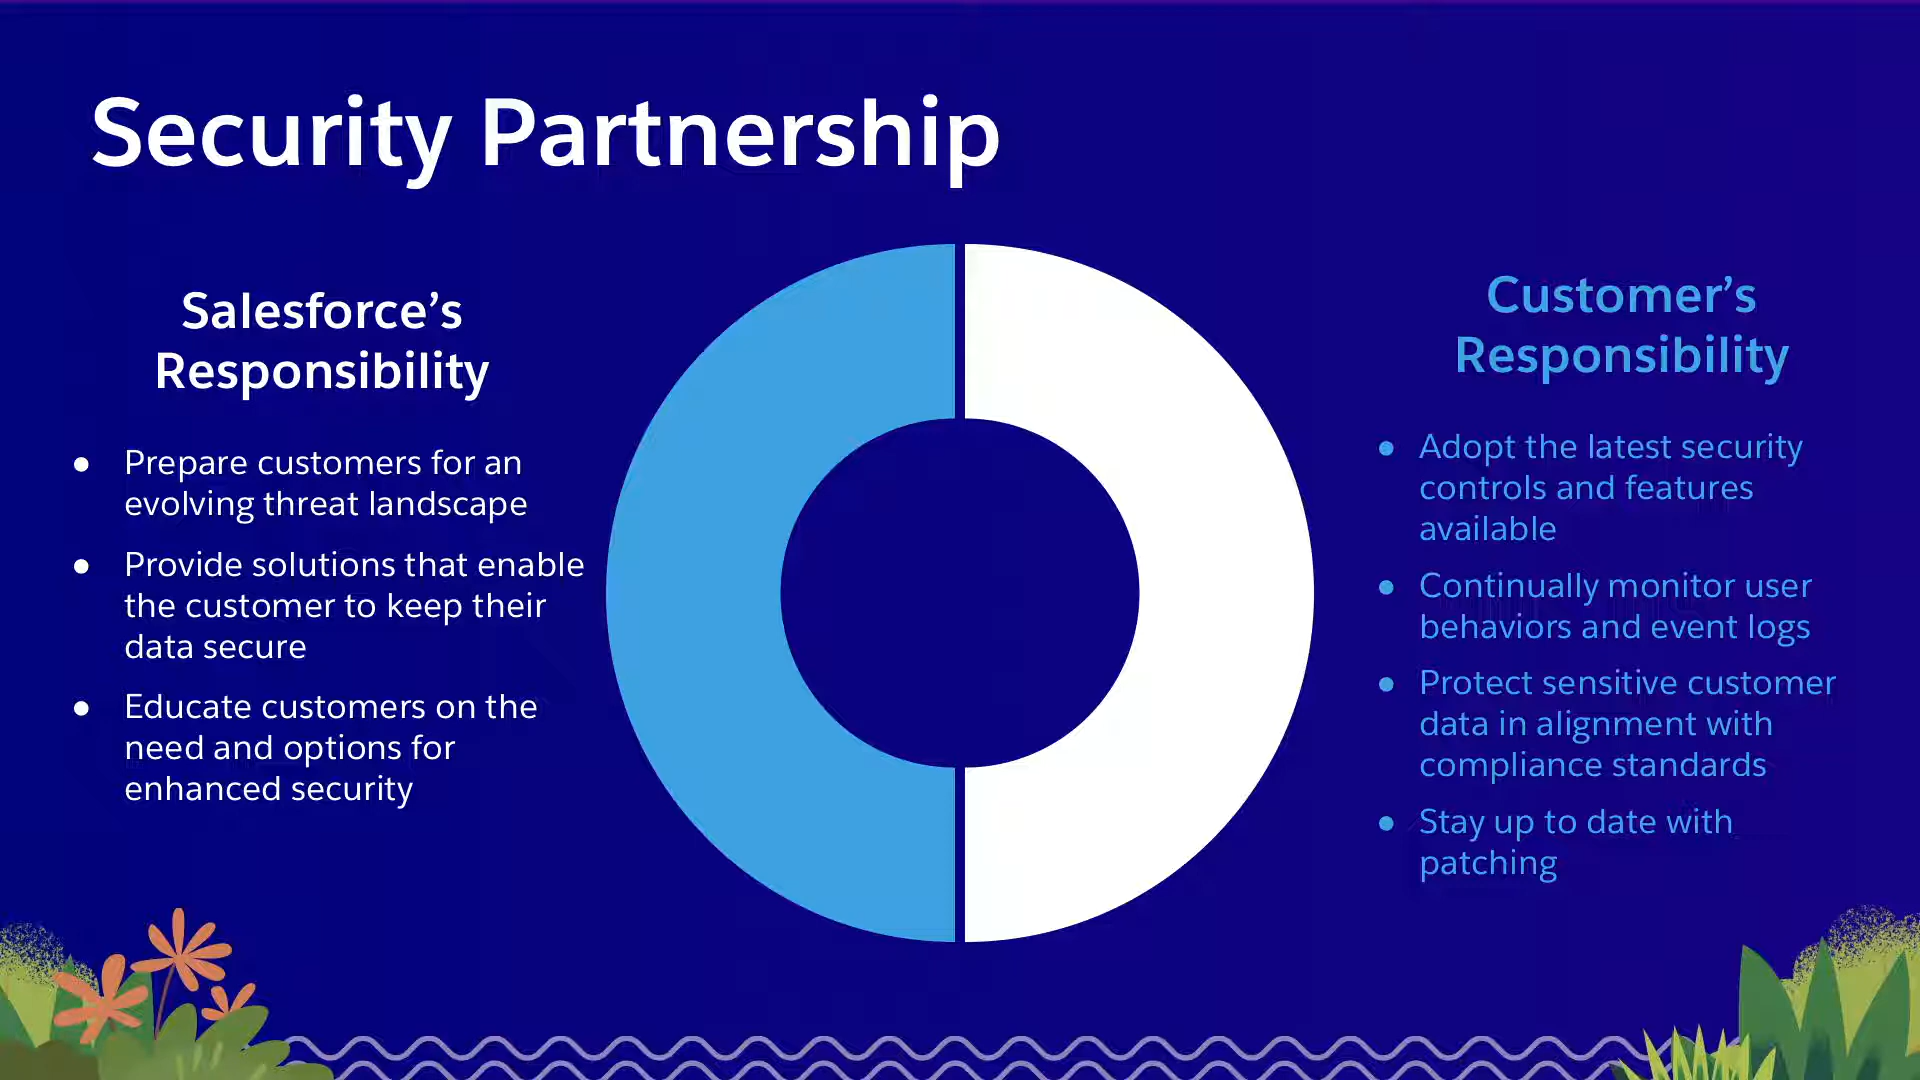 Security Partnership
Salesforce’s
Responsibility
● Prepare customers for an
evolving threat landscape
● Provide solutions that enable
the customer to keep their
data secure
● Educate customers on the
need and options for
enhanced security
Customer’s
Responsibility
● Adopt the latest security
controls and features
available
● Continually monitor user
behaviors and event logs
● Protect sensitive customer
data in alignment with
compliance standards
● Stay up to date with
patching